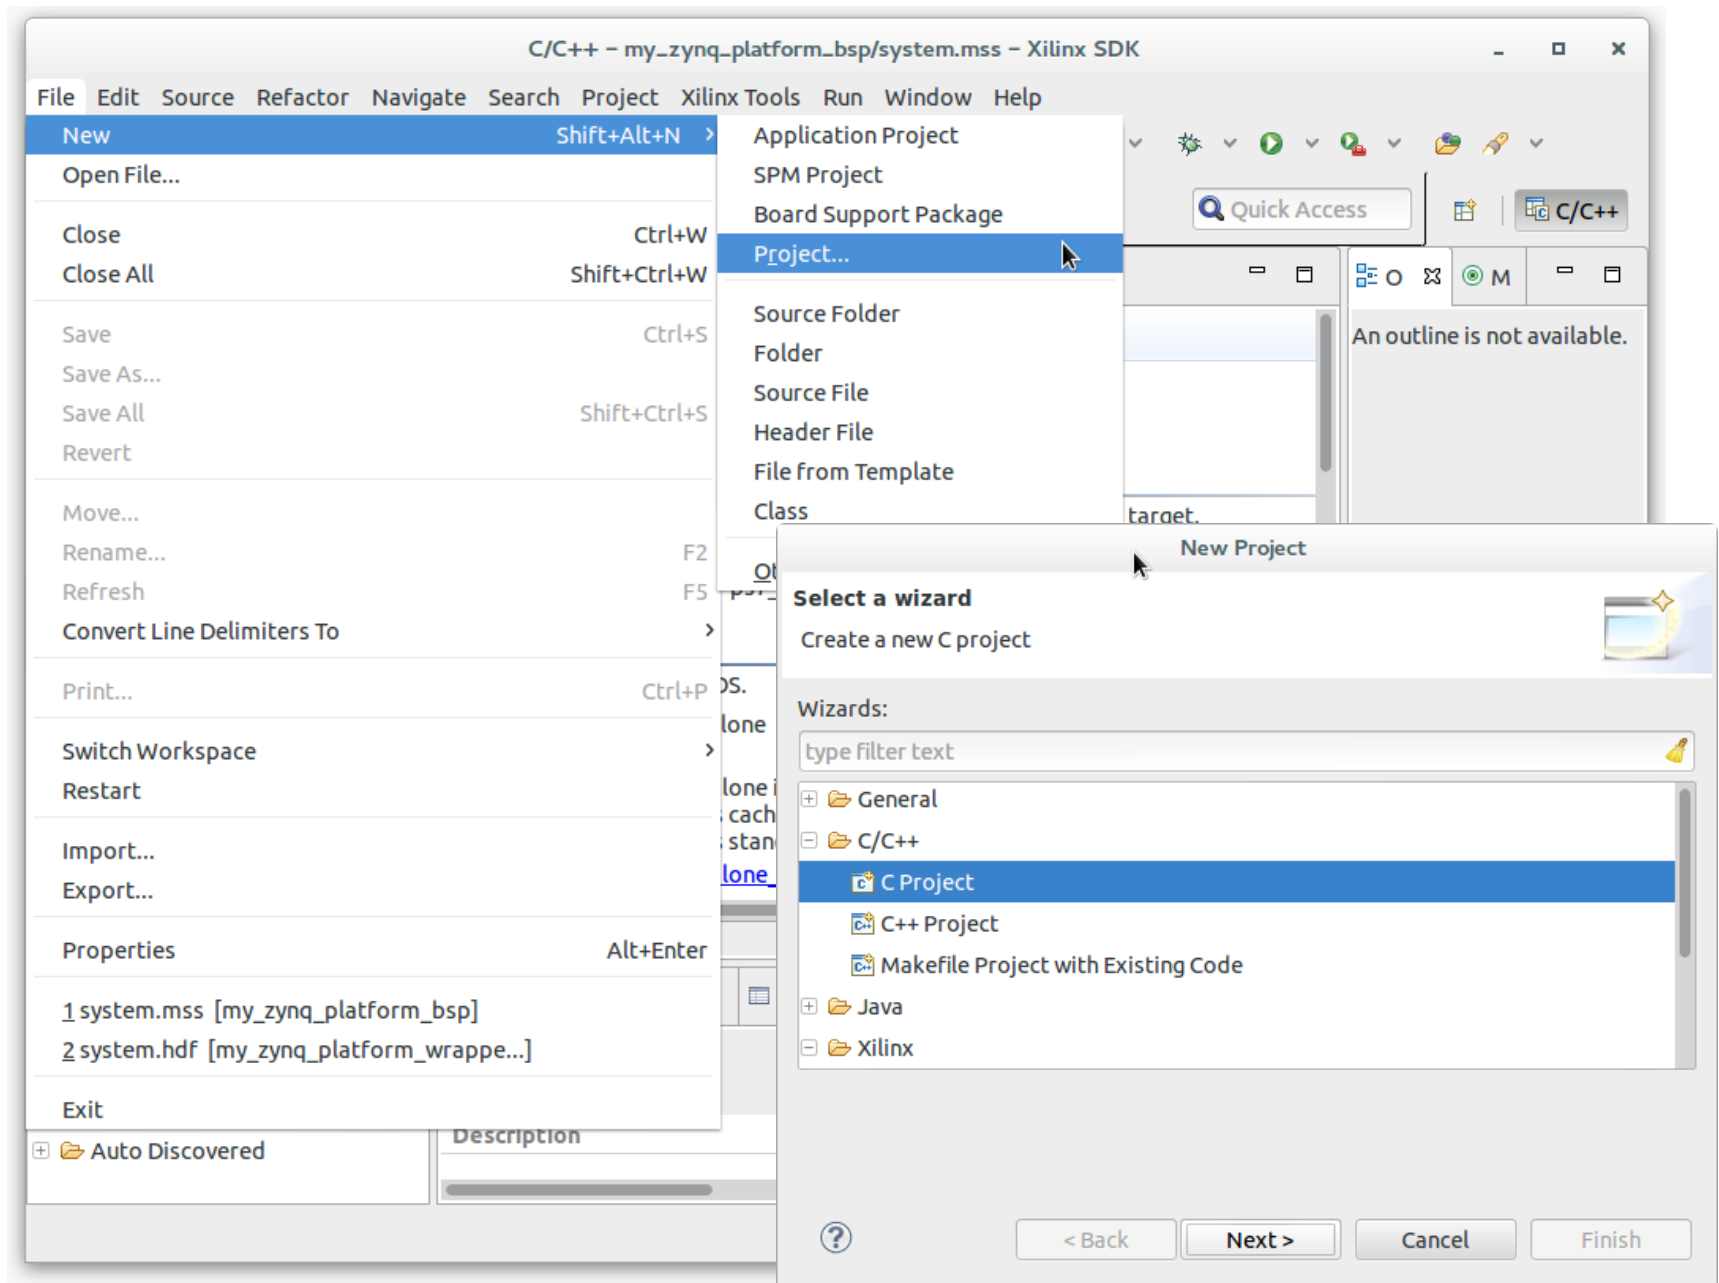 C/C++ – my_zynq_platform_bsp/system.mss – Xilinx SDK
File Edit Source Refactor Navigate Search Project Xilinx Tools Run Window Help
New Shift+Alt+N
Open File...
Close Ctrl+W
Close All Shift+Ctrl+W
Save Ctrl+S
Save As...
Save All Shift+Ctrl+S
Revert
Move...
Rename... F2
Refresh F5
Convert Line Delimiters To
Print... Ctrl+P
Switch Workspace
Restart
Import...
Export...
Properties Alt+Enter
1 system.mss [my_zynq_platform_bsp]
2 system.hdf [my_zynq_platform_wrappe...]
Exit
Application Project
SPM Project
Board Support Package
Project...
Source Folder
Folder
Source File
Header File
File from Template
Class
Quick Access
C/C++
O M
An outline is not available.
target.
OS.
lone
lone i
cach
stan
lone_
Auto Discovered
Description
New Project
Select a wizard
Create a new C project
Wizards:
type filter text
General
C/C++
C Project
C++ Project
Makefile Project with Existing Code
Java
Xilinx
< Back Next > Cancel Finish